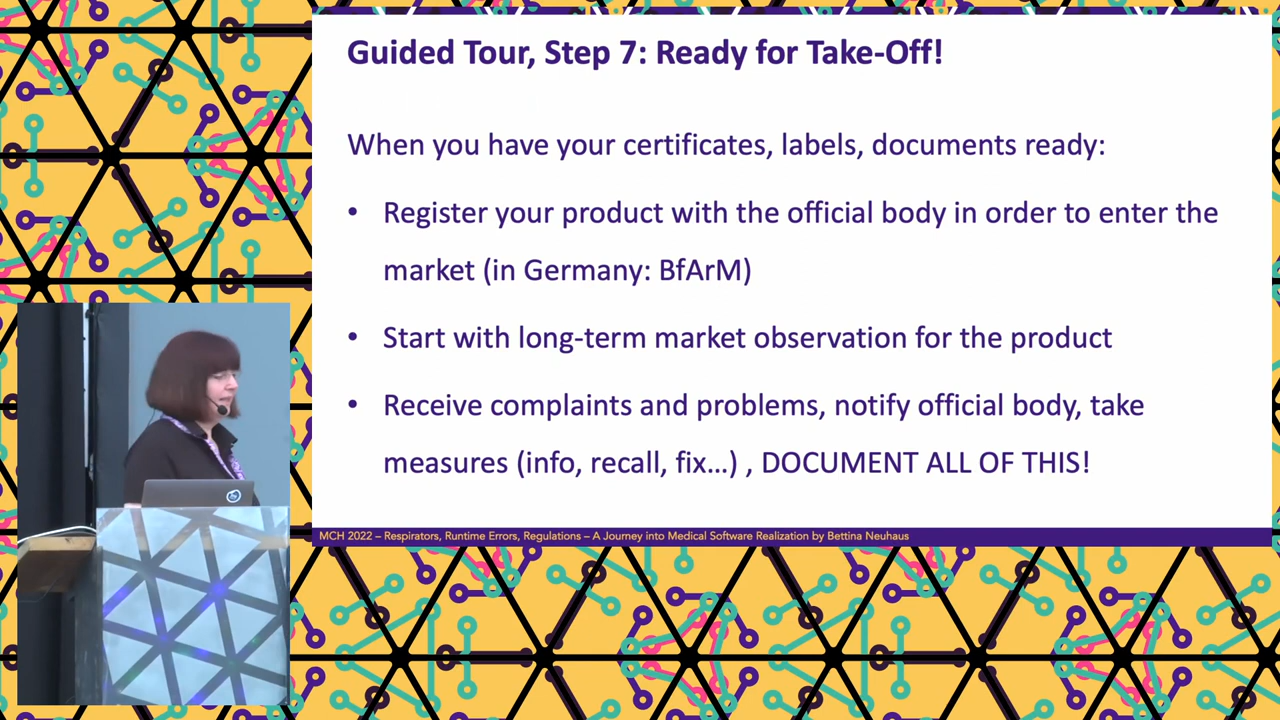 Guided Tour, Step 7: Ready for Take-Off!
When you have your certificates, labels, documents ready:
• Register your product with the official body in order to enter the
market (in Germany: BfArM)
• Start with long-term market observation for the product
• Receive complaints and problems, notify official body, take
measures (info, recall, fix...) , DOCUMENT ALL OF THIS!
MCH 2022 – Respirators, Runtime Errors, Regulations – A Journey into Medical Software Realization by Bettina Neuhaus